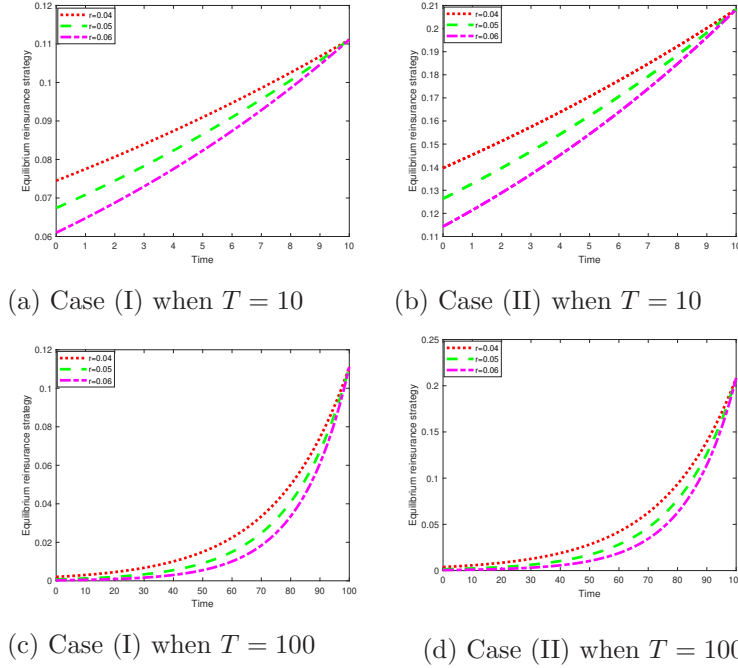 0.12
0.11
0.1
0.09
0.08
0.07
0.06
Equilibrium reinsurance strategy
r=0.04
r=0.05
r=0.06
0 1 2 3 4 5 6 7 8 9 10
Time
(a) Case (I) when T = 10
0.21
0.2
0.19
0.18
0.17
0.16
0.15
0.14
0.13
0.12
0.11
Equilibrium reinsurance strategy
r=0.04
r=0.05
r=0.06
0 1 2 3 4 5 6 7 8 9 10
Time
(b) Case (II) when T = 10
0.12
0.1
0.08
0.06
0.04
0.02
0
Equilibrium reinsurance strategy
r=0.04
r=0.05
r=0.06
0 10 20 30 40 50 60 70 80 90 100
Time
(c) Case (I) when T = 100
0.25
0.2
0.15
0.1
0.05
0
Equilibrium reinsurance strategy
r=0.04
r=0.05
r=0.06
0 10 20 30 40 50 60 70 80 90 10
Time
(d) Case (II) when T = 100